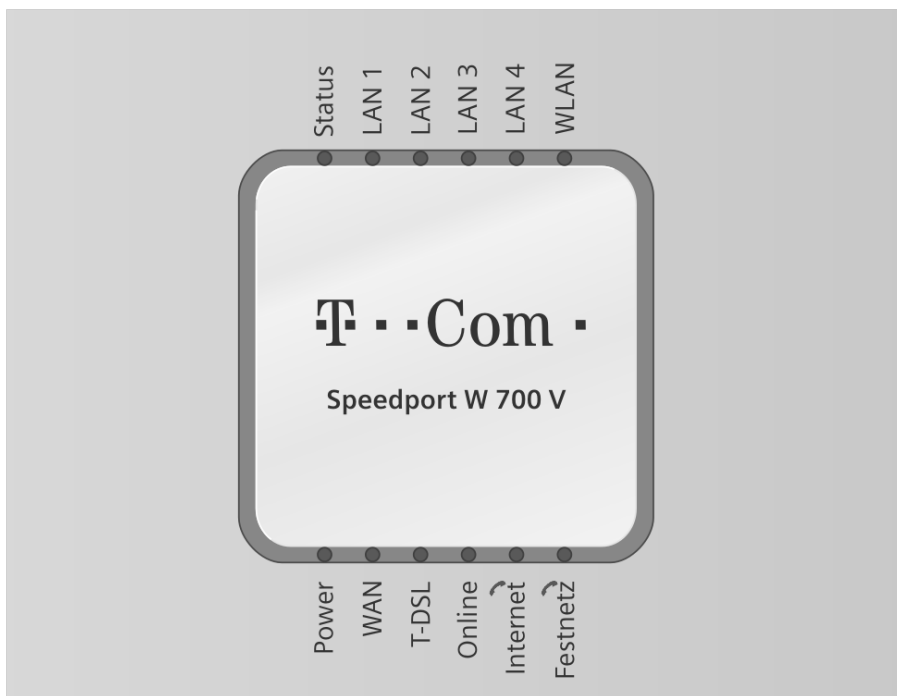 Status
LAN 1
LAN 2
LAN 3
LAN 4
WLAN
T · · Com ·
Speedport W 700 V
Power
WAN
T-DSL
Online
Internet
Festnetz